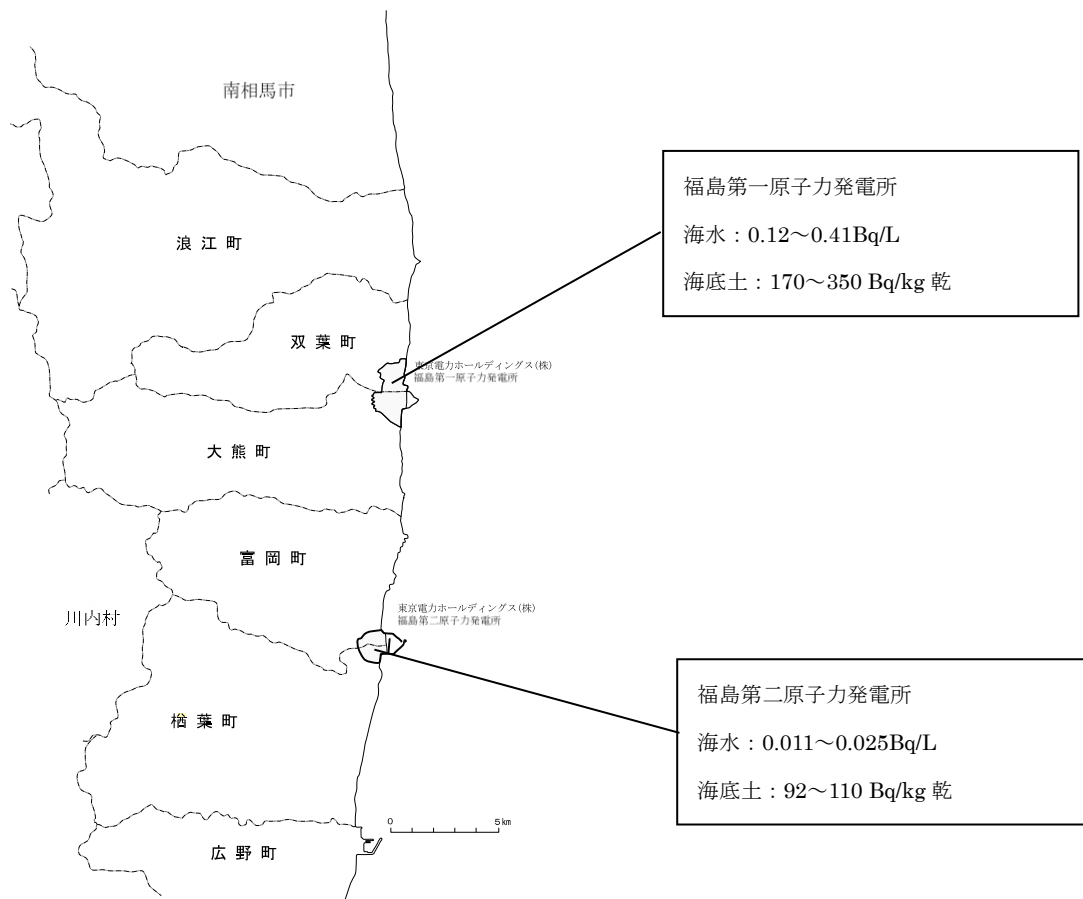 南相馬市
福島第一原子力発電所
海水：0.12～0.41Bq/L
海底土：170～350 Bq/kg 乾
浪江町
双葉町
東京電力ホールディングス(株)
福島第一原子力発電所
大熊町
富岡町
東京電力ホールディングス(株)
福島第二原子力発電所
川内村
福島第二原子力発電所
海水：0.011～0.025Bq/L
海底土：92～110 Bq/kg 乾
楢葉町
0 5km
広野町